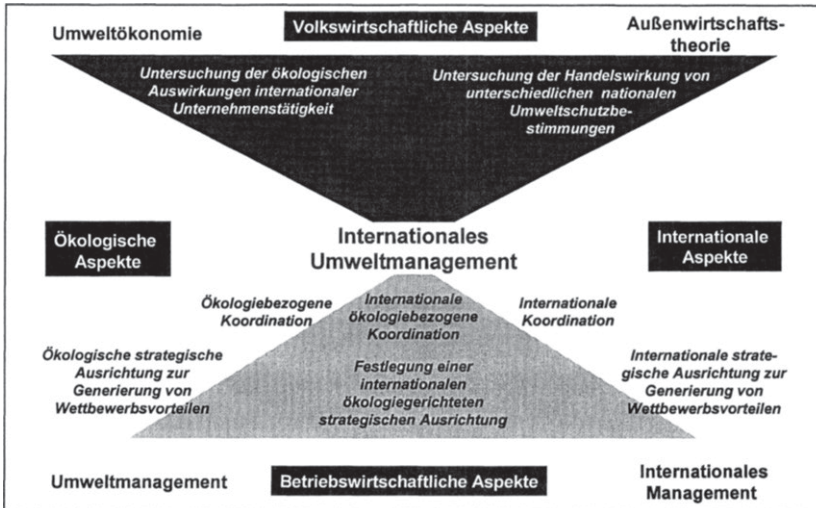 Umweltökonomie
Volkswirtschaftliche Aspekte
Außenwirtschafts-
theorie
Untersuchung der ökologischen
Auswirkungen internationaler
Unternehmenstätigkeit
Untersuchung der Handelswirkung von
unterschiedlichen nationalen
Umweltschutzbe-
stimmungen
Ökologische
Aspekte
Internationales
Umweltmanagement
Internationale
Aspekte
Ökologiebezogene
Koordination
Internationale
ökologiebezogene
Koordination
Internationale
Koordination
Ökologische strategische
Ausrichtung zur
Generierung von
Wettbewerbsvorteilen
Festlegung einer
internationalen
ökologiegerichteten
strategischen Ausrichtung
Internationale strate-
gische Ausrichtung zur
Generierung von
Wettbewerbsvorteilen
Umweltmanagement
Betriebswirtschaftliche Aspekte
Internationales
Management